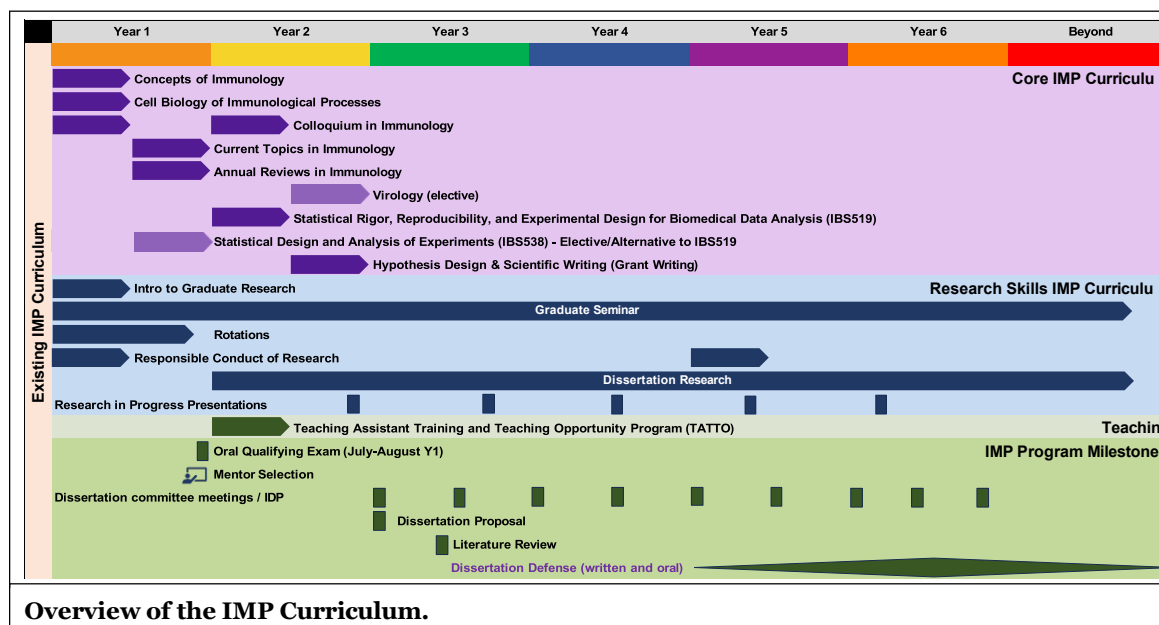 Year 1 Year 2 Year 3 Year 4 Year 5 Year 6 Beyond
Existing IMP Curriculum
Core IMP Curriculu
Concepts of Immunology
Cell Biology of Immunological Processes
Colloquium in Immunology
Current Topics in Immunology
Annual Reviews in Immunology
Virology (elective)
Statistical Rigor, Reproducibility, and Experimental Design for Biomedical Data Analysis (IBS519)
Statistical Design and Analysis of Experiments (IBS538) - Elective/Alternative to IBS519
Hypothesis Design & Scientific Writing (Grant Writing)
Research Skills IMP Curriculu
Intro to Graduate Research
Graduate Seminar
Rotations
Responsible Conduct of Research
Dissertation Research
Research in Progress Presentations
Teaching Assistant Training and Teaching Opportunity Program (TATTO)
Teachin
Oral Qualifying Exam (July-August Y1)
IMP Program Milestone
Mentor Selection
Dissertation committee meetings / IDP
Dissertation Proposal
Literature Review
Dissertation Defense (written and oral)
Overview of the IMP Curriculum.